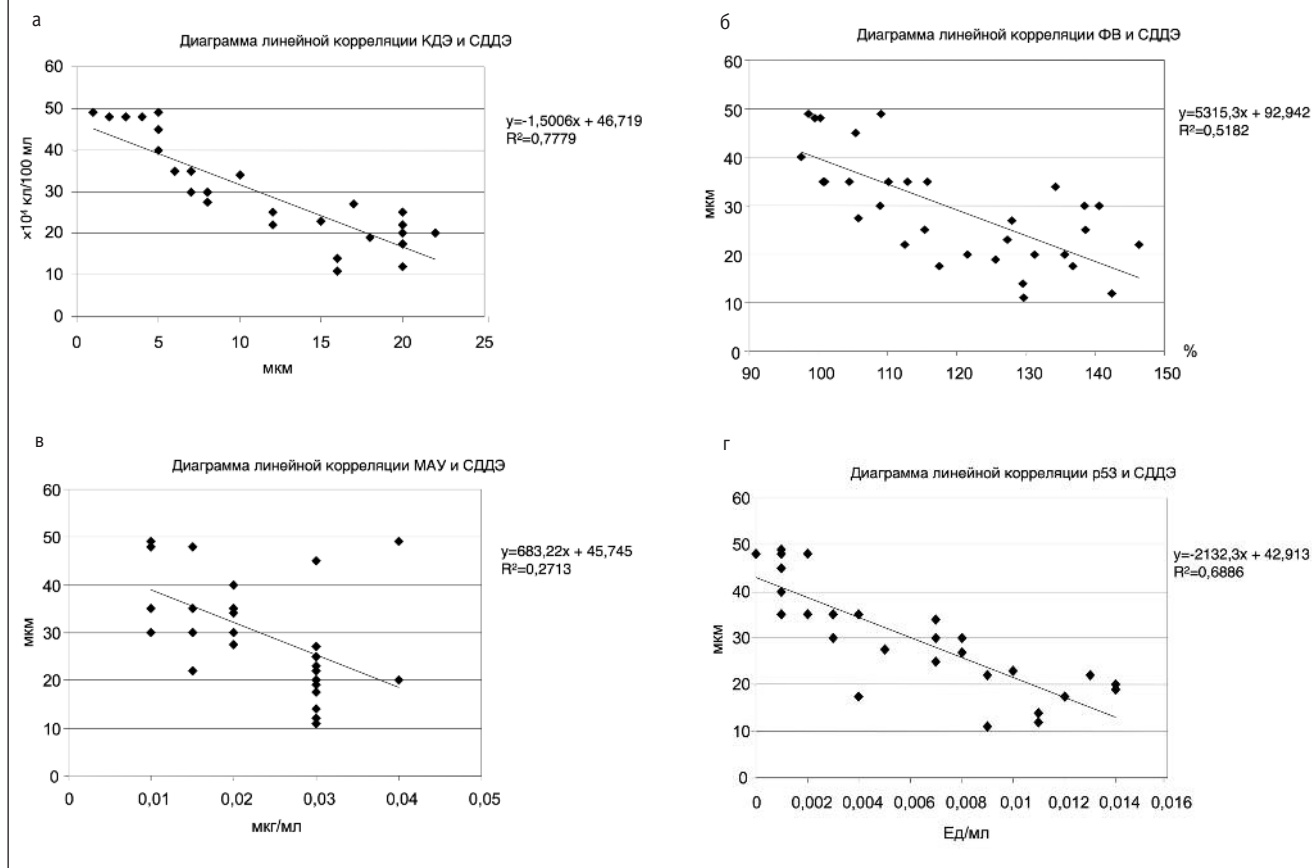 а
Диаграмма линейной корреляции КДЭ и СДДЭ
60
50
40
30
20
10
0
×10⁴ кл/100 мл
0 5 10 15 20 25
мкм
y=-1,5006x + 46,719
R²=0,7779
б
Диаграмма линейной корреляции ФВ и СДДЭ
60
50
40
30
20
10
0
мкм
90 100 110 120 130 140 150
%
y=5315,3x + 92,942
R²=0,5182
в
Диаграмма линейной корреляции МАУ и СДДЭ
60
50
40
30
20
10
0
мкм
0 0,01 0,02 0,03 0,04 0,05
мкг/мл
y=683,22x + 45,745
R²=0,2713
г
Диаграмма линейной корреляции p53 и СДДЭ
60
50
40
30
20
10
0
мкм
0 0,002 0,004 0,006 0,008 0,01 0,012 0,014 0,016
Ед/мл
y=-2132,3x + 42,913
R²=0,6886